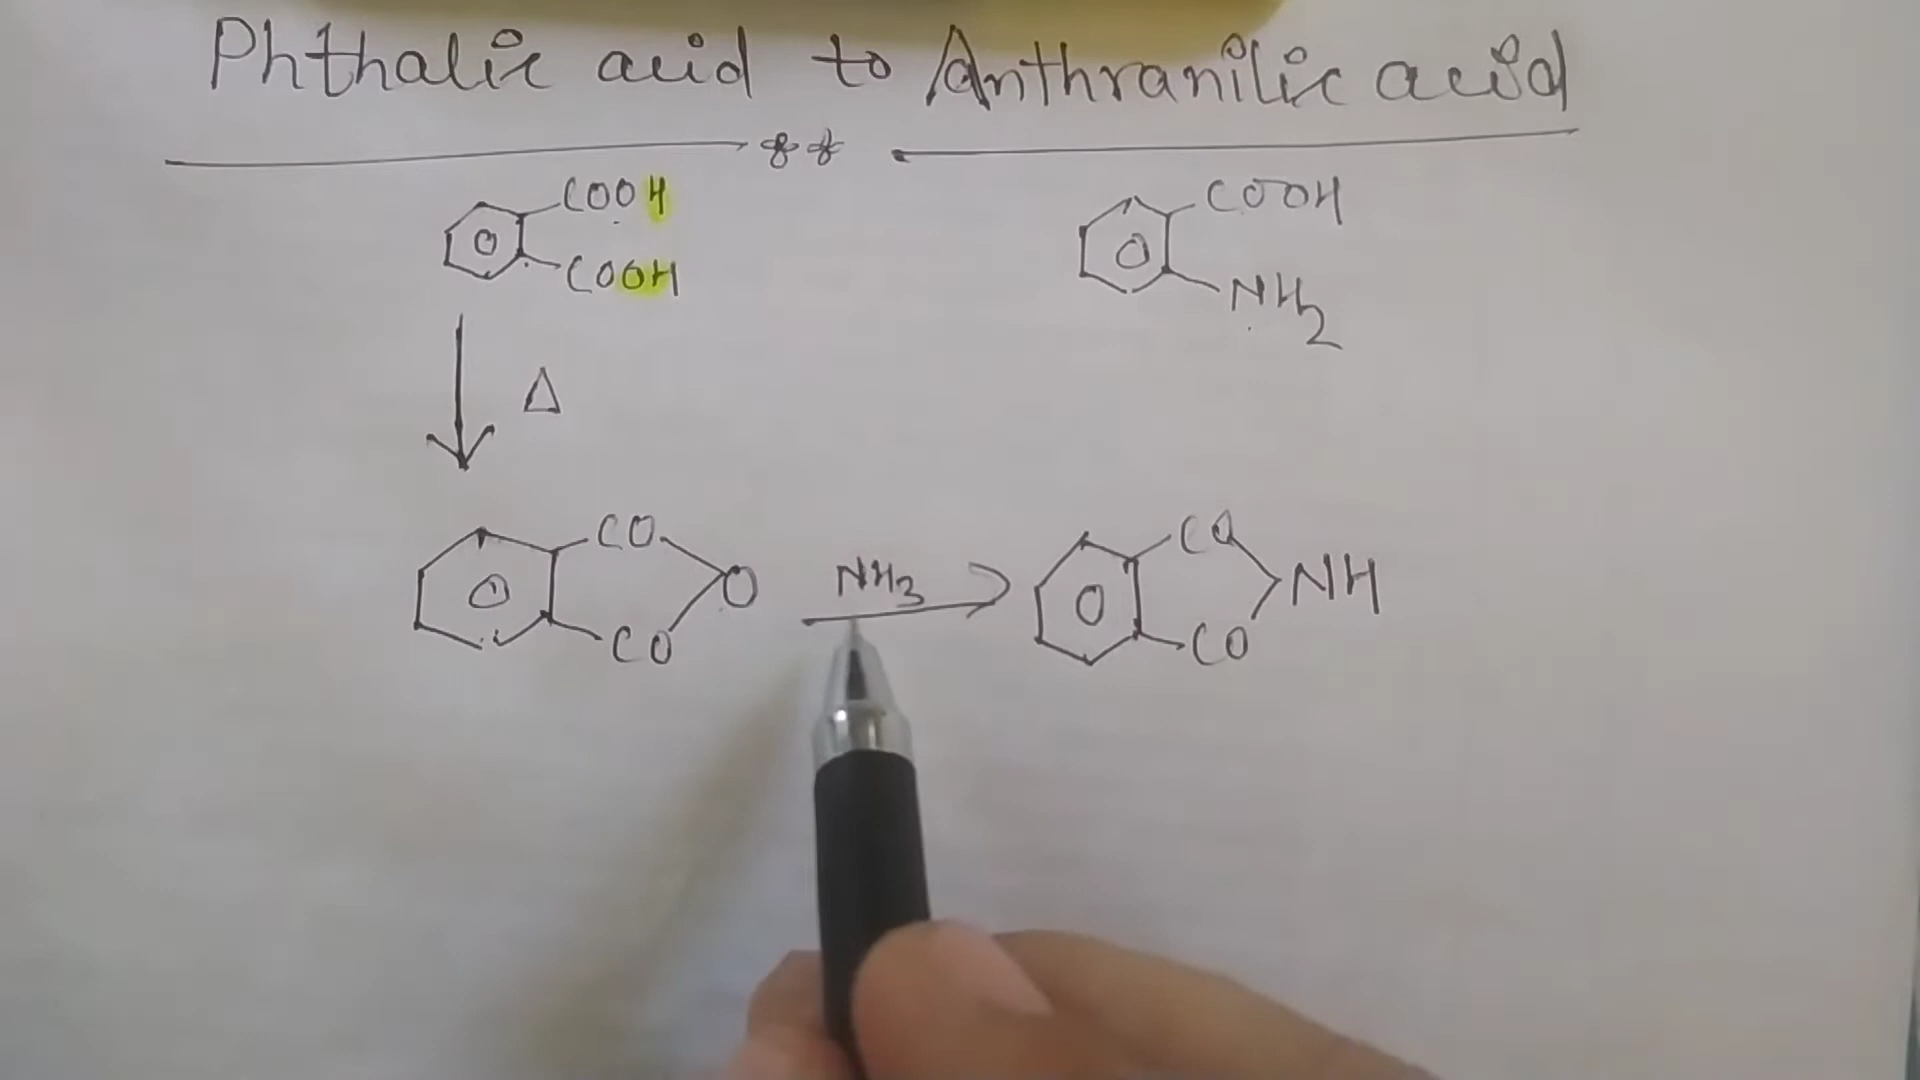 Phthalic acid to Anthranilic acid
COOH
COOH
COOH
NH2
Δ
CO
O
CO
NH3
CO
NH
CO